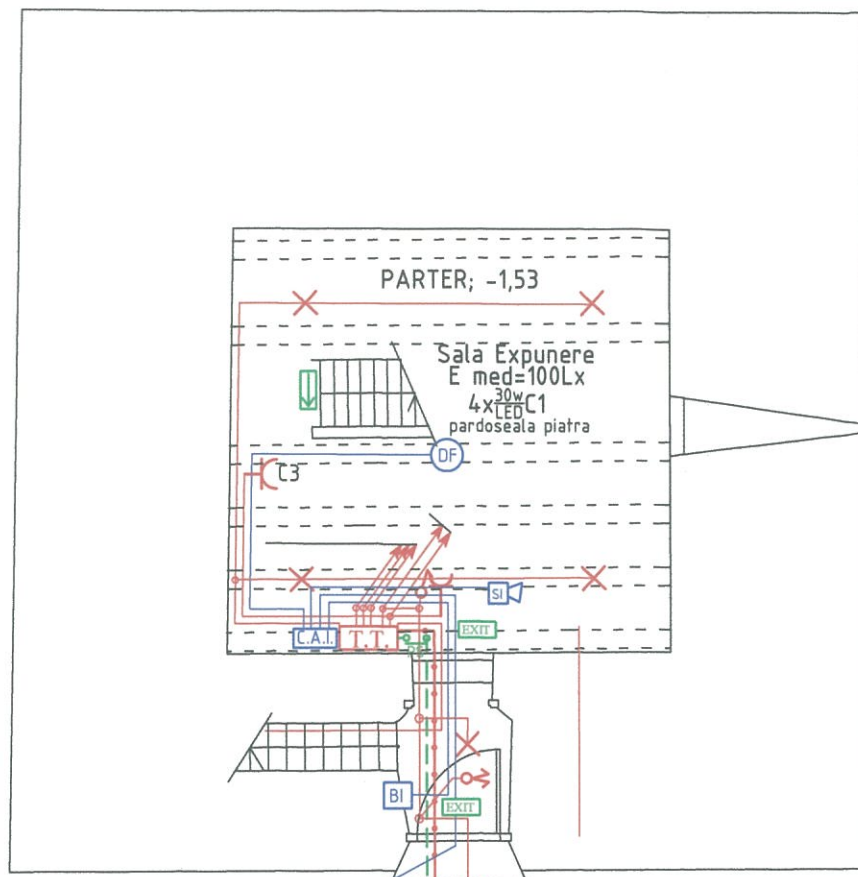 PARTER; -1,53
Sala Expunere
E med=100Lx
4x30w/LED C1
pardoseala piatra
DF
C3
SI
C.A.I.
T.T.
EXIT
BI
EXIT